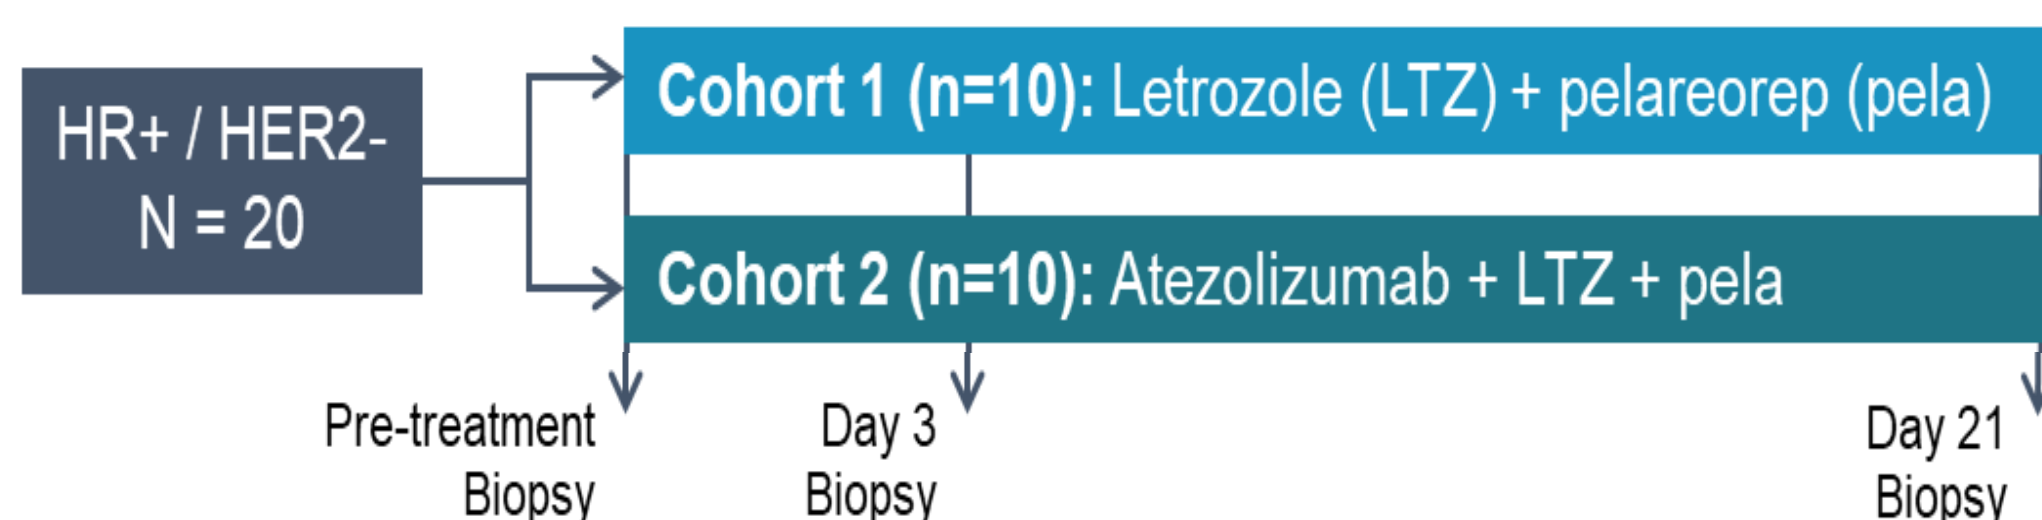 HR+ / HER2-
N = 20
Cohort 1 (n=10): Letrozole (LTZ) + pelareorep (pela)
Cohort 2 (n=10): Atezolizumab + LTZ + pela
Pre-treatment
Biopsy
Day 3
Biopsy
Day 21
Biopsy